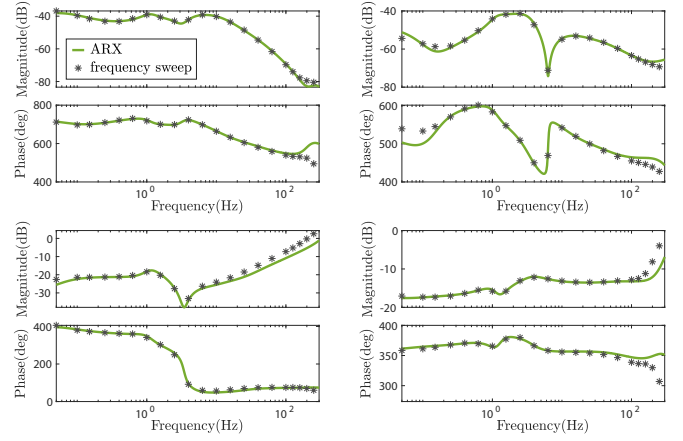 Magnitude(dB)
-40
-60
-80
ARX
frequency sweep
Phase(deg)
800
600
400
10^0
10^2
Frequency(Hz)
Magnitude(dB)
-40
-60
-80
Phase(deg)
600
500
400
10^0
10^2
Frequency(Hz)
Magnitude(dB)
0
-10
-20
-30
Phase(deg)
400
200
0
10^0
10^2
Frequency(Hz)
Magnitude(dB)
0
-10
-20
Phase(deg)
400
350
300
10^0
10^2
Frequency(Hz)